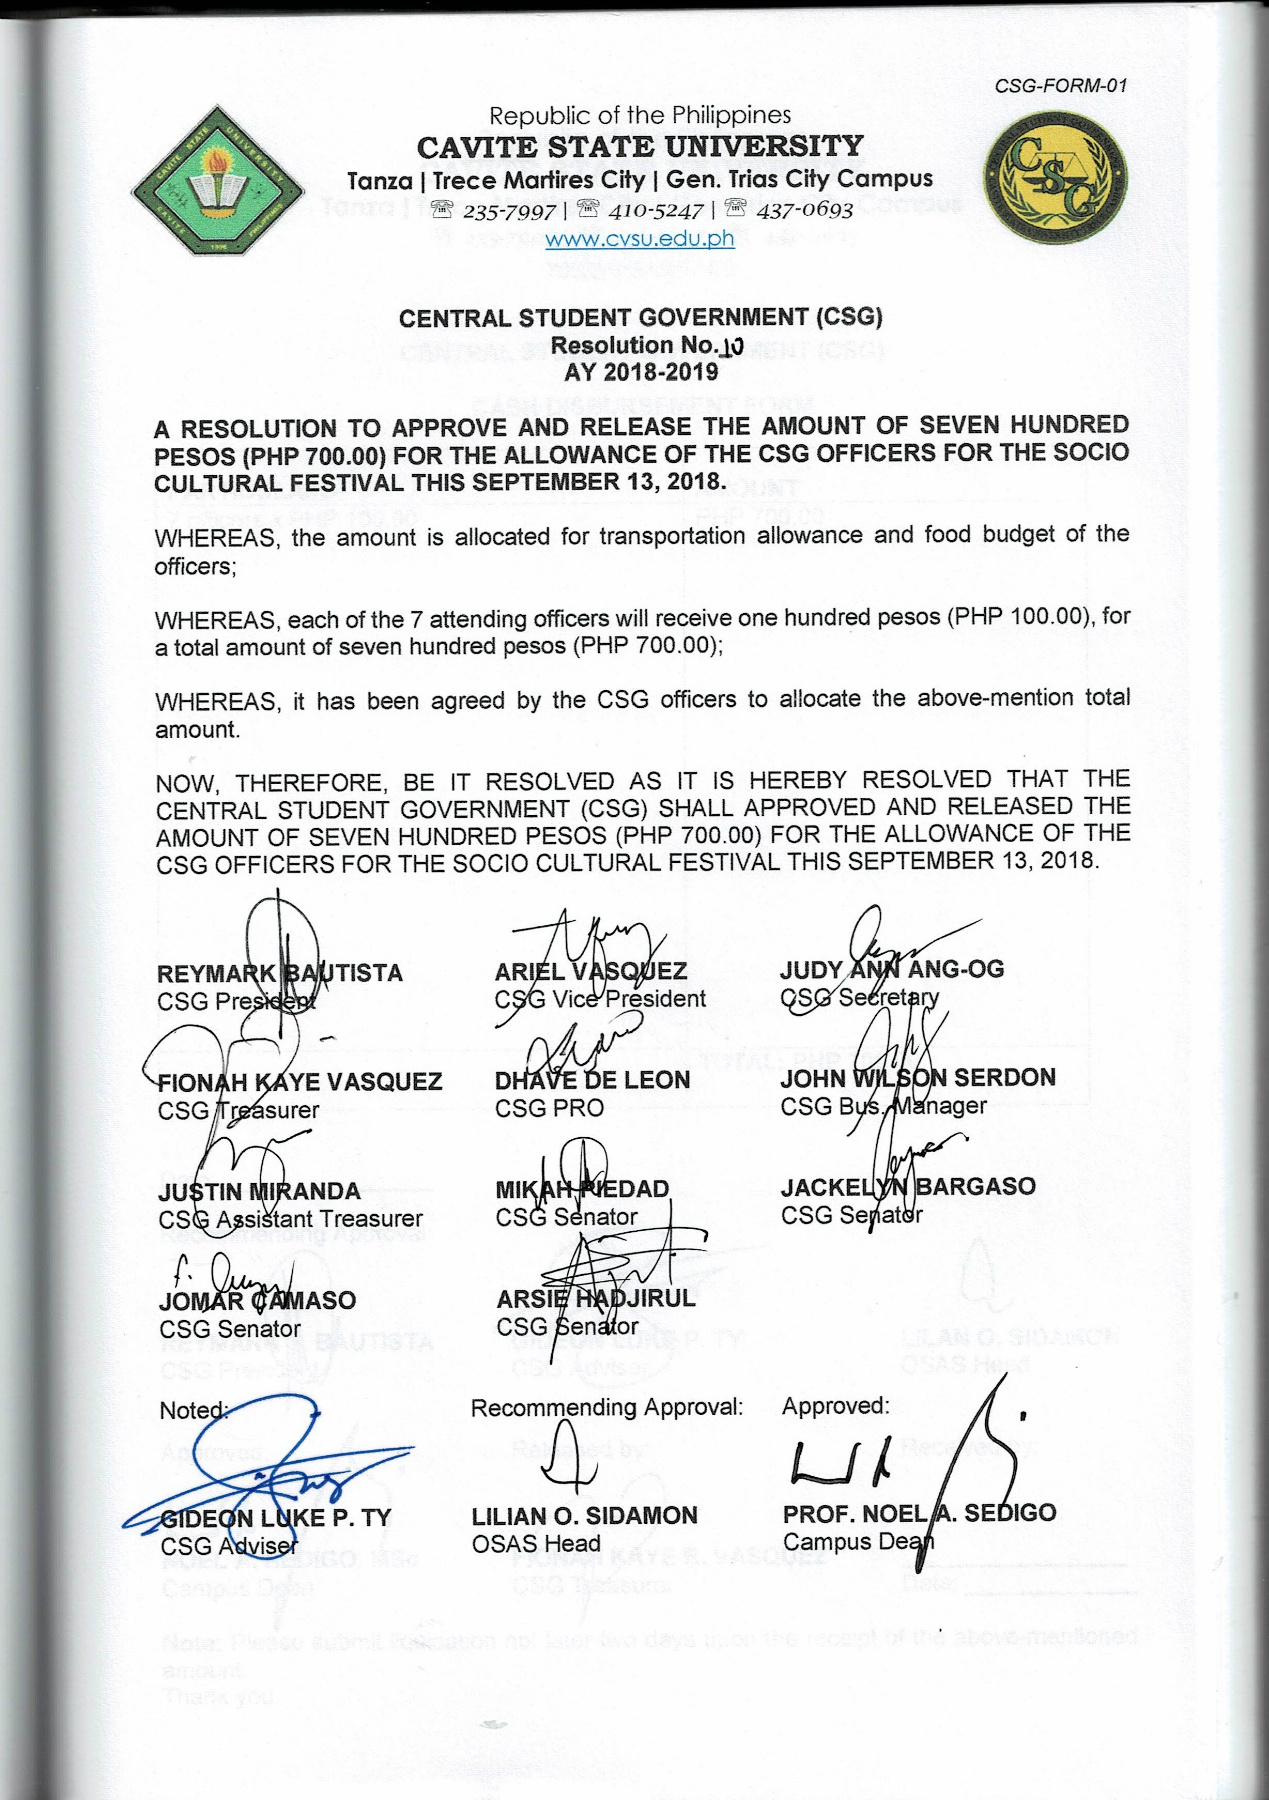 CSG-FORM-01
Republic of the Philippines
CAVITE STATE UNIVERSITY
Tanza | Trece Martires City | Gen. Trias City Campus
☏ 235-7997 | ☏ 410-5247 | ☏ 437-0693
www.cvsu.edu.ph
CENTRAL STUDENT GOVERNMENT (CSG)
Resolution No. 10
AY 2018-2019
A RESOLUTION TO APPROVE AND RELEASE THE AMOUNT OF SEVEN HUNDRED
PESOS (PHP 700.00) FOR THE ALLOWANCE OF THE CSG OFFICERS FOR THE SOCIO
CULTURAL FESTIVAL THIS SEPTEMBER 13, 2018.
WHEREAS, the amount is allocated for transportation allowance and food budget of the
officers;
WHEREAS, each of the 7 attending officers will receive one hundred pesos (PHP 100.00), for
a total amount of seven hundred pesos (PHP 700.00);
WHEREAS, it has been agreed by the CSG officers to allocate the above-mention total
amount.
NOW, THEREFORE, BE IT RESOLVED AS IT IS HEREBY RESOLVED THAT THE
CENTRAL STUDENT GOVERNMENT (CSG) SHALL APPROVED AND RELEASED THE
AMOUNT OF SEVEN HUNDRED PESOS (PHP 700.00) FOR THE ALLOWANCE OF THE
CSG OFFICERS FOR THE SOCIO CULTURAL FESTIVAL THIS SEPTEMBER 13, 2018.
REYMARK BAUTISTA ARIEL VASQUEZ JUDY ANN ANG-OG
CSG President CSG Vice President CSG Secretary
FIONAH KAYE VASQUEZ DHAVE DE LEON JOHN WILSON SERDON
CSG Treasurer CSG PRO CSG Bus. Manager
JUSTIN MIRANDA MIKAH PIEDAD JACKELYN BARGASO
CSG Assistant Treasurer CSG Senator CSG Senator
JOMAR CAMASO ARSIE HADJIRUL
CSG Senator CSG Senator
Noted: Recommending Approval: Approved:
GIDEON LUKE P. TY LILIAN O. SIDAMON PROF. NOEL A. SEDIGO
CSG Adviser OSAS Head Campus Dean